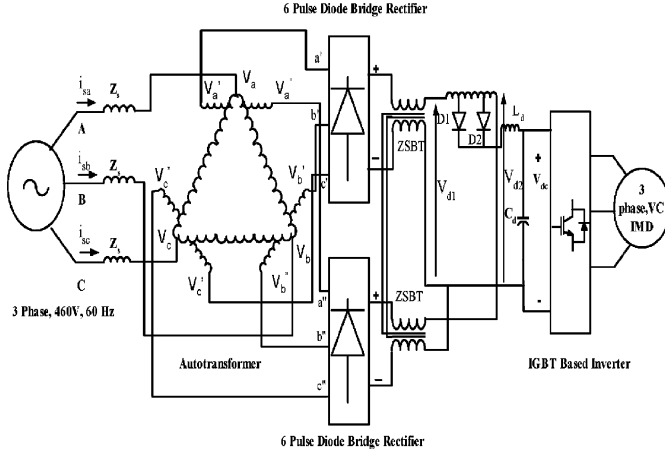 6 Pulse Diode Bridge Rectifier
i_sa Z_s
A
i_sb Z_s
B
i_sc Z_s
C
3 Phase, 460V, 60 Hz
V_a' V_a V_a'
V_c' V_b'
V_c V_b
V_c' V_b"
Autotransformer
a'
b'
c'
a"
b"
c"
+
−
ZSBT
+
ZSBT
−
D1
D2
L_d
V_d1
V_d2
C_d
+
V_dc
-
3
phase,VC
IMD
IGBT Based Inverter
6 Pulse Diode Bridge Rectifier